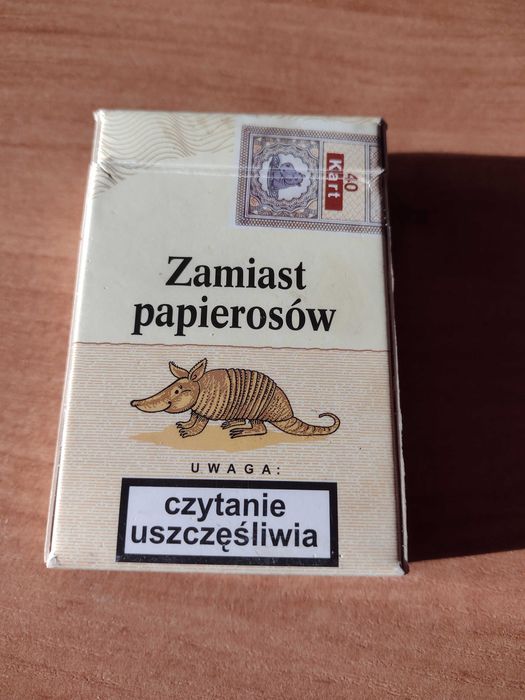 40
Kart
Zamiast
papierosów
UWAGA:
czytanie
uszczęśliwia